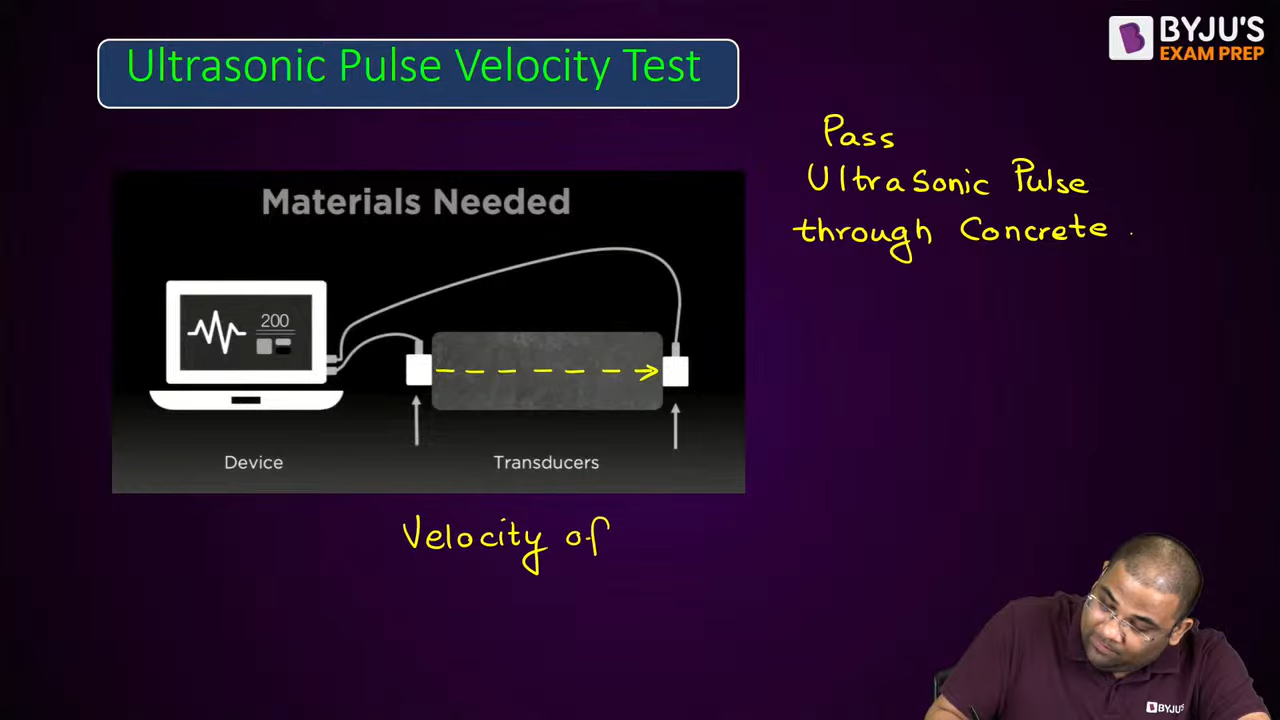 Ultrasonic Pulse Velocity Test
BYJU'S
EXAM PREP
Pass
Ultrasonic Pulse
through Concrete .
Materials Needed
200
Device
Transducers
Velocity of
BYJU'S